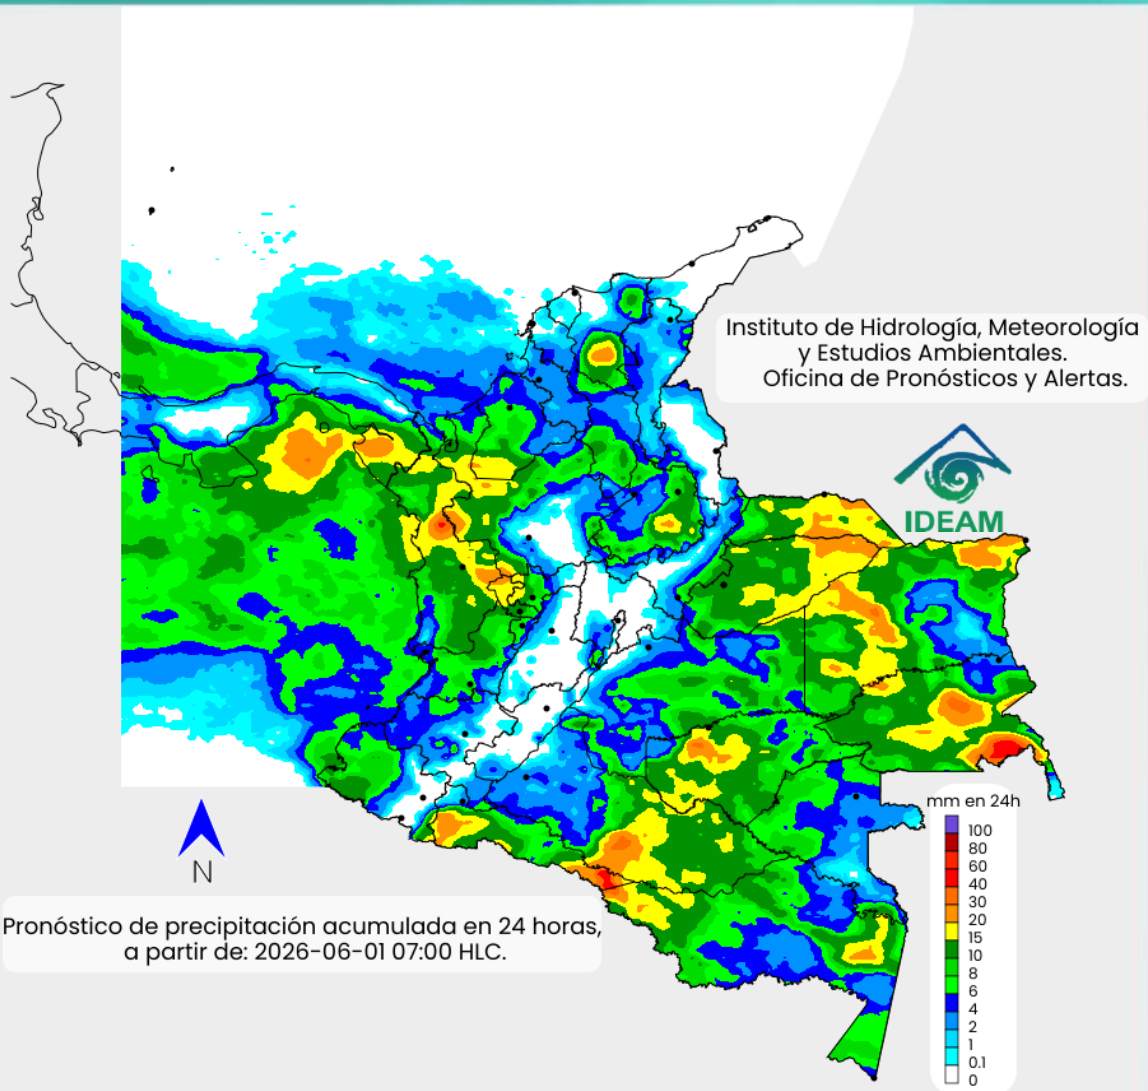 Instituto de Hidrología, Meteorología
y Estudios Ambientales.
Oficina de Pronósticos y Alertas.
IDEAM
mm en 24h
100
80
60
40
30
20
15
10
8
6
4
2
1
0.1
0
N
Pronóstico de precipitación acumulada en 24 horas,
a partir de: 2026-06-01 07:00 HLC.